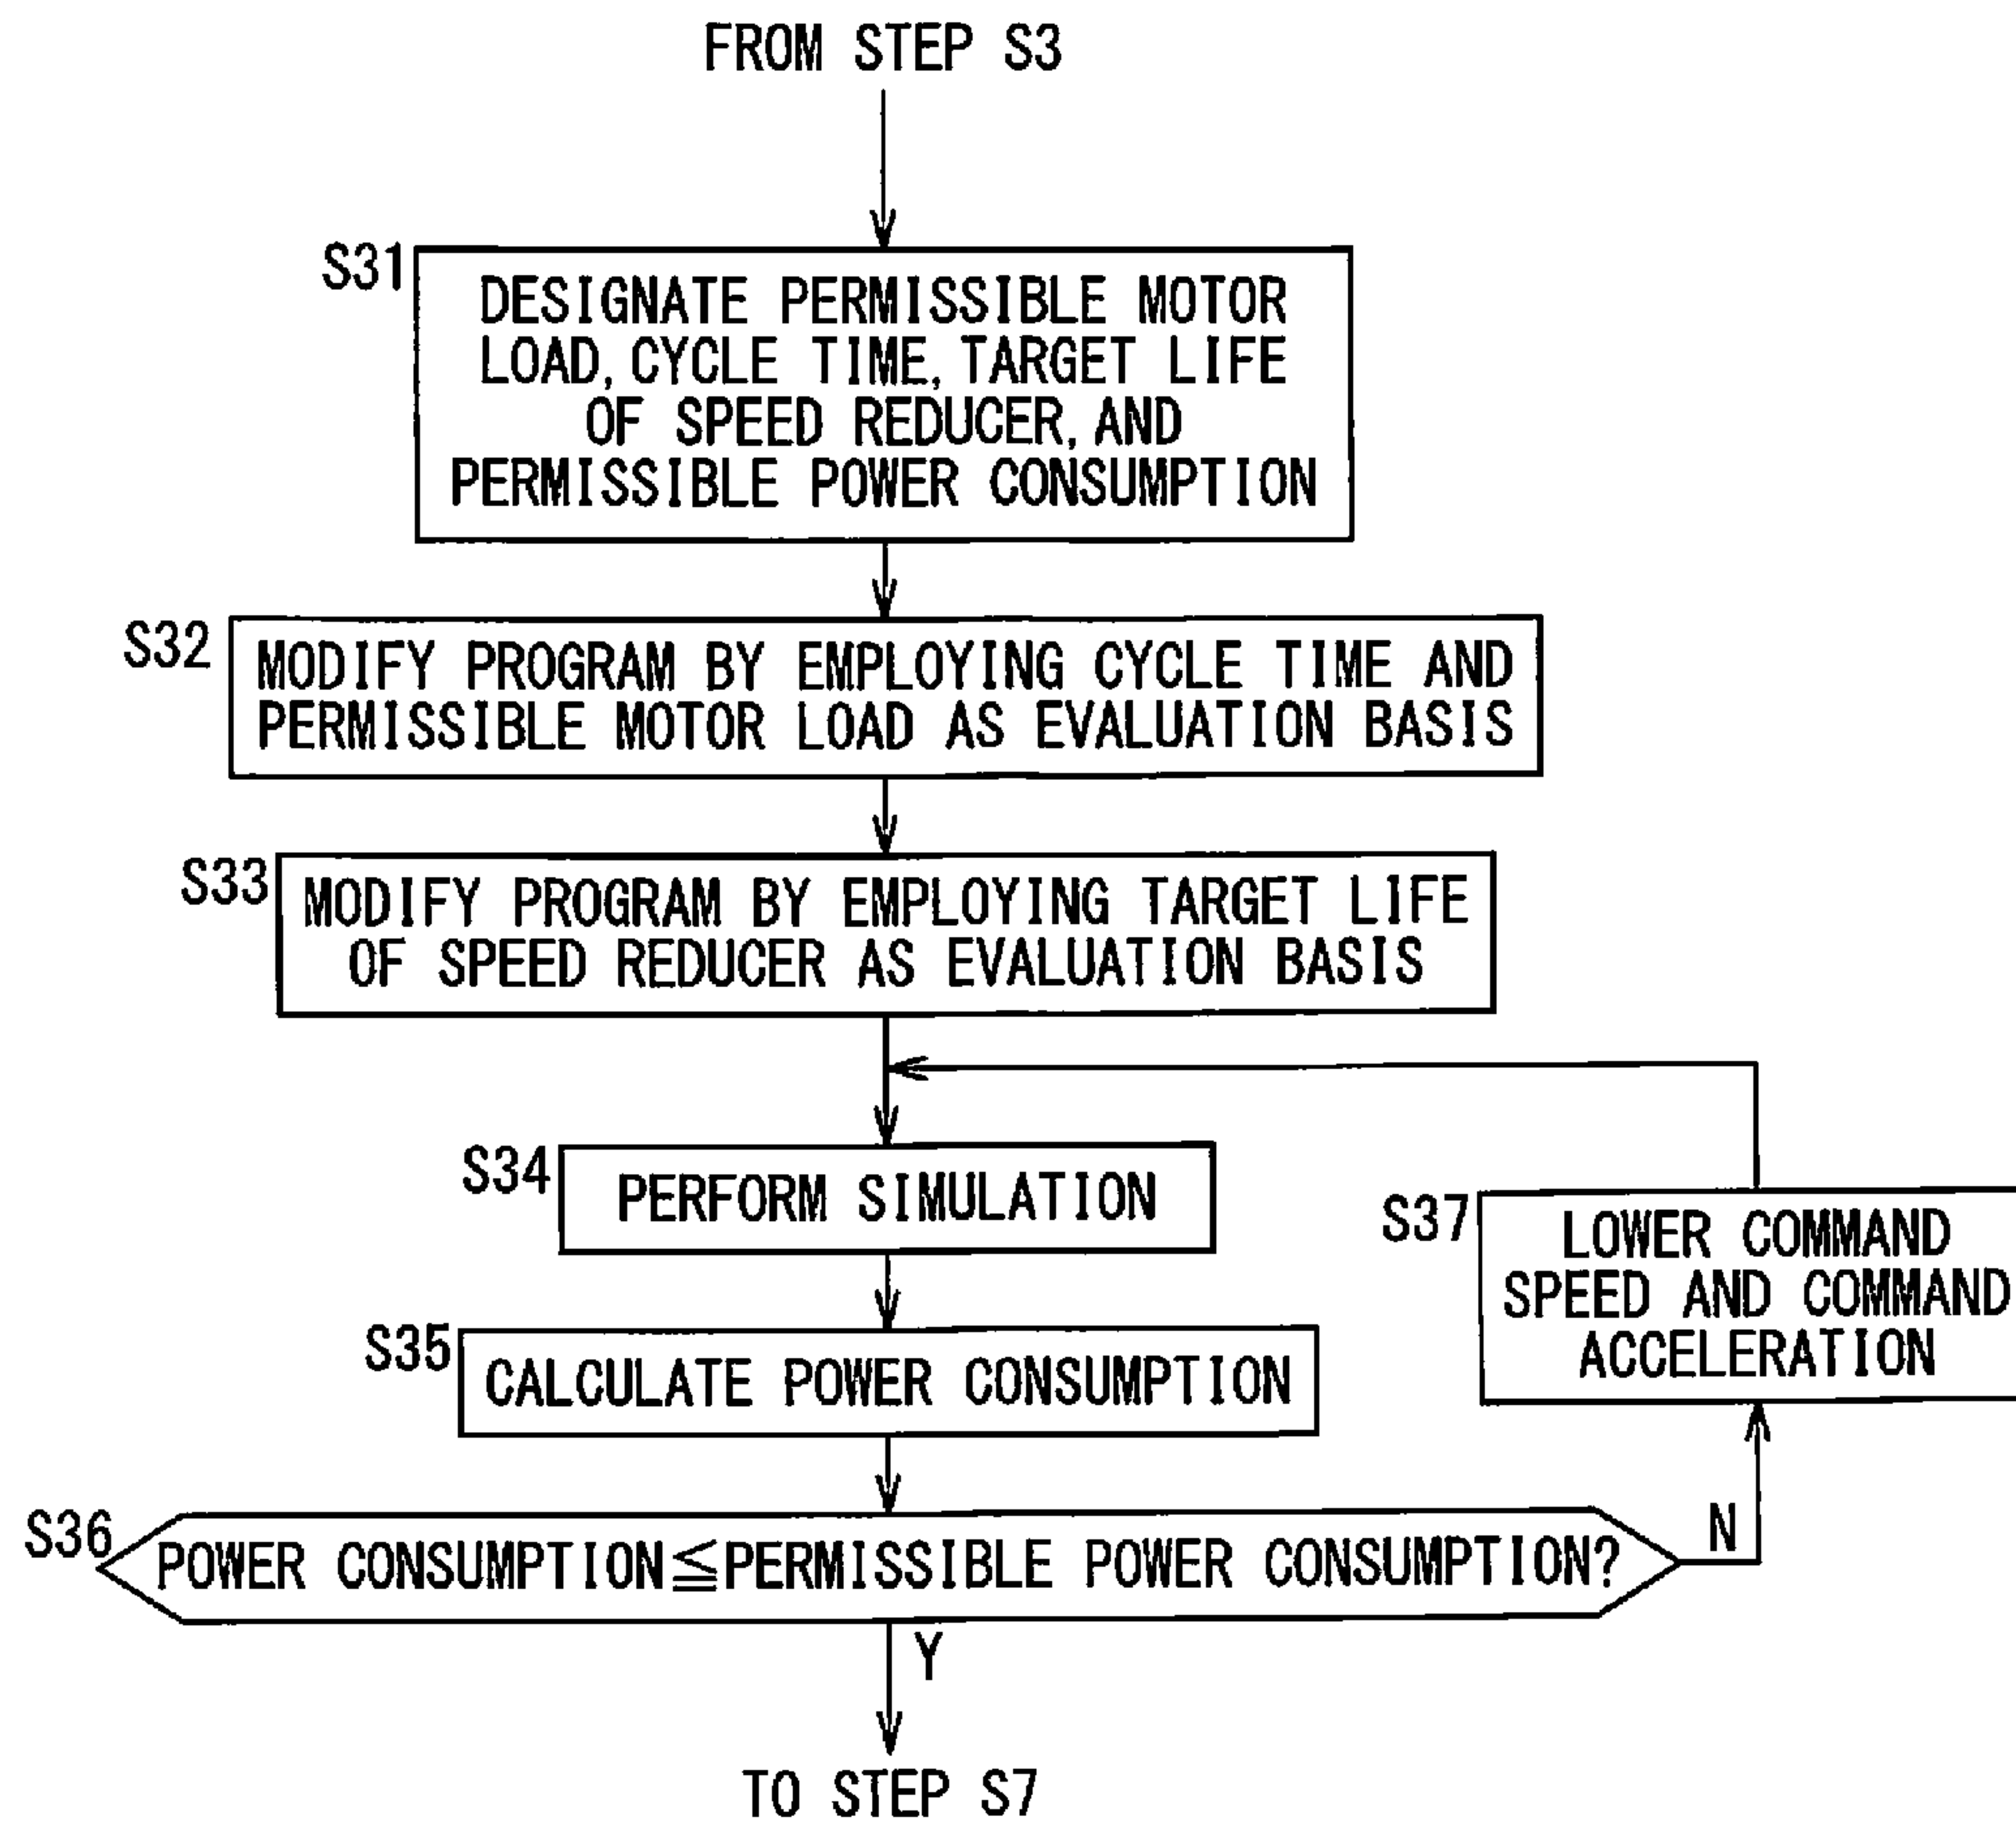 FROM STEP S3
S31
DESIGNATE PERMISSIBLE MOTOR
LOAD, CYCLE TIME, TARGET LIFE
OF SPEED REDUCER, AND
PERMISSIBLE POWER CONSUMPTION
S32
MODIFY PROGRAM BY EMPLOYING CYCLE TIME AND
PERMISSIBLE MOTOR LOAD AS EVALUATION BASIS
S33
MODIFY PROGRAM BY EMPLOYING TARGET LIFE
OF SPEED REDUCER AS EVALUATION BASIS
S34
PERFORM SIMULATION
S37
LOWER COMMAND
SPEED AND COMMAND
ACCELERATION
S35
CALCULATE POWER CONSUMPTION
S36
POWER CONSUMPTION≦PERMISSIBLE POWER CONSUMPTION?
N
Y
TO STEP S7